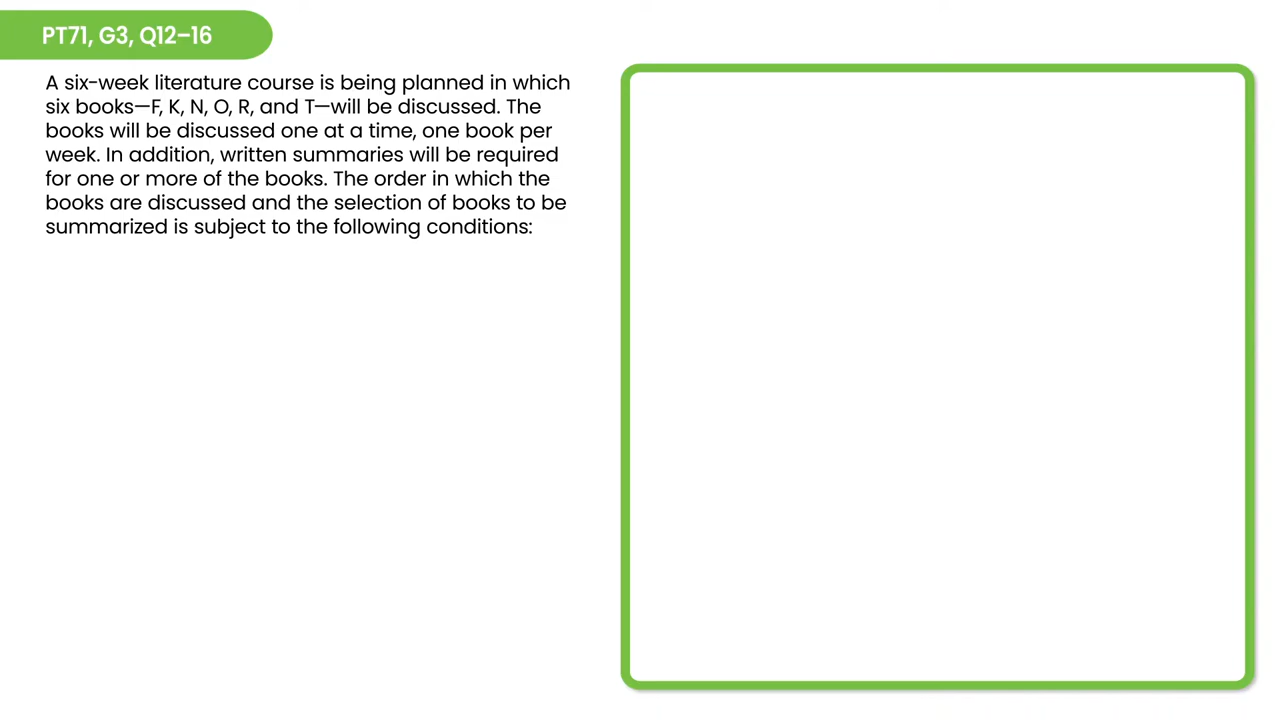 PT71, G3, Q12–16
A six-week literature course is being planned in which
six books—F, K, N, O, R, and T—will be discussed. The
books will be discussed one at a time, one book per
week. In addition, written summaries will be required
for one or more of the books. The order in which the
books are discussed and the selection of books to be
summarized is subject to the following conditions: